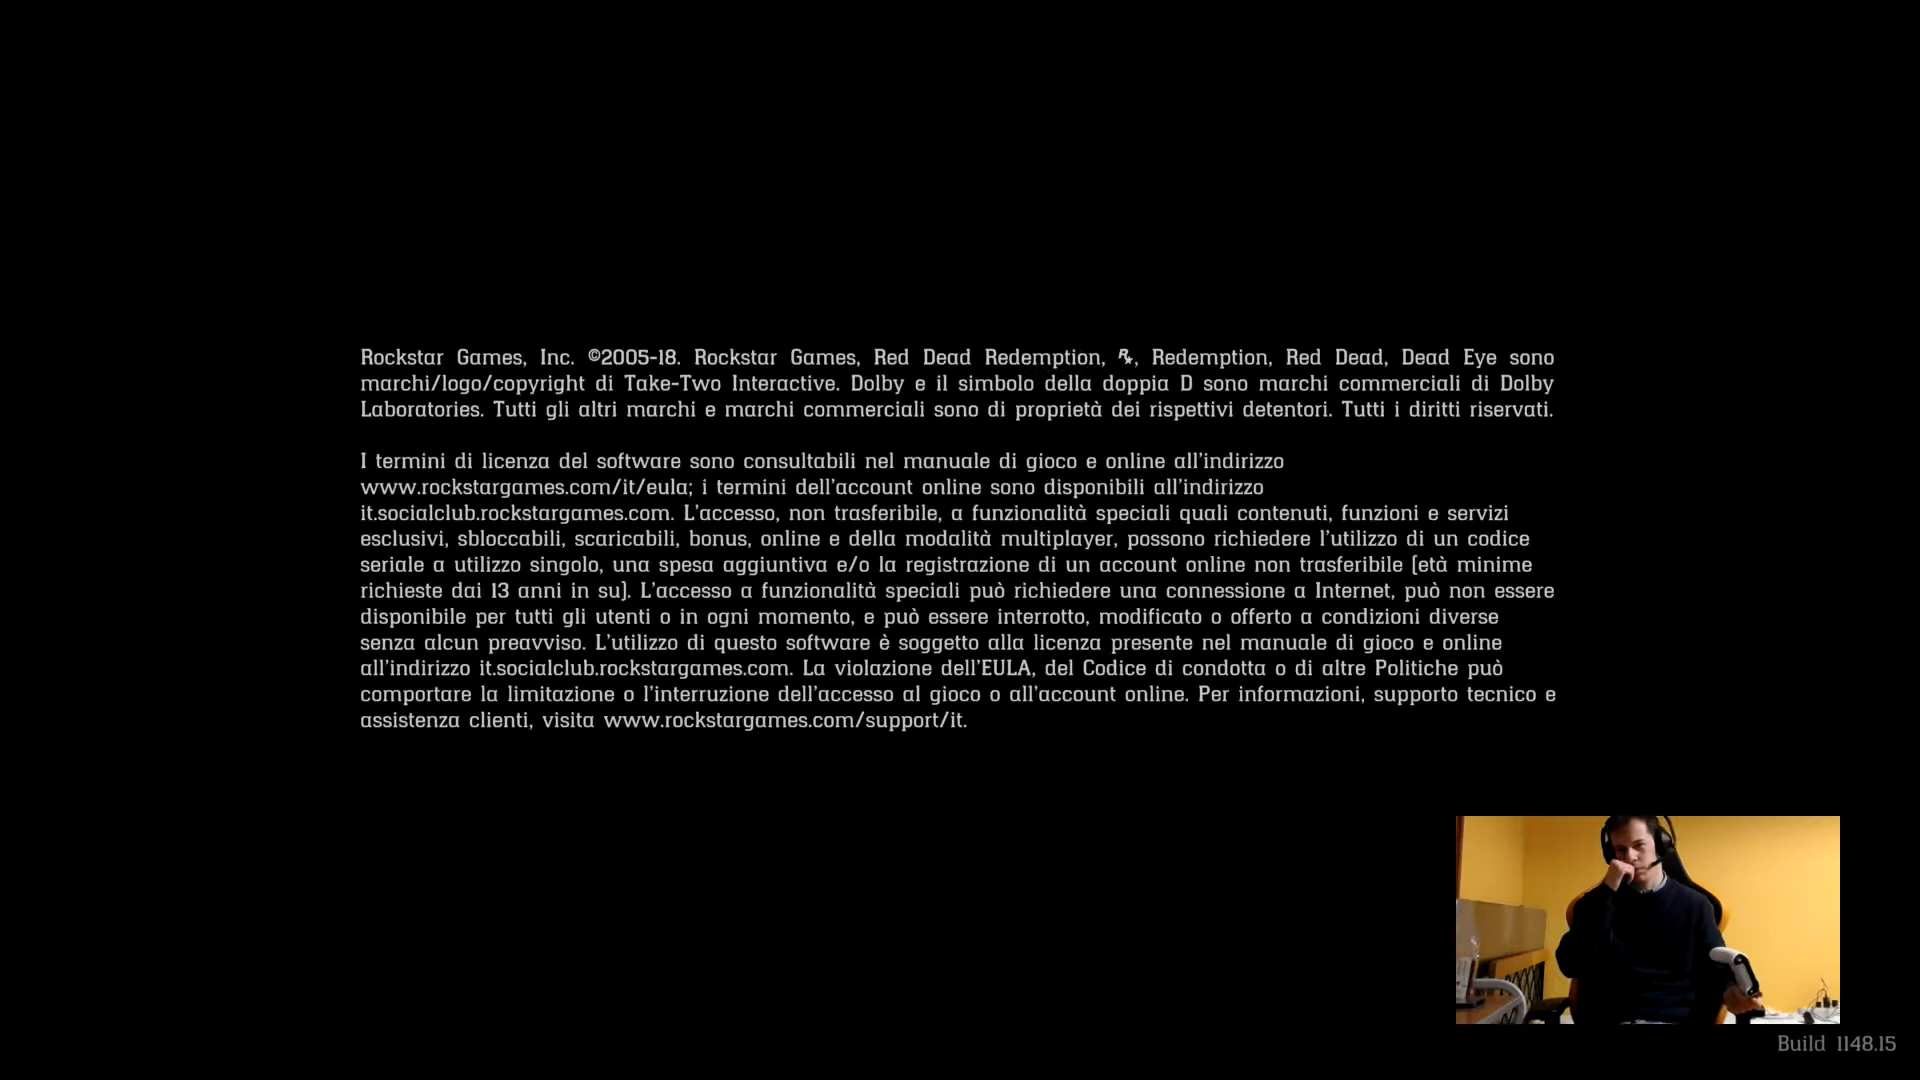 Rockstar Games, Inc. ©2005-18. Rockstar Games, Red Dead Redemption, R★, Redemption, Red Dead, Dead Eye sono
marchi/logo/copyright di Take-Two Interactive. Dolby e il simbolo della doppia D sono marchi commerciali di Dolby
Laboratories. Tutti gli altri marchi e marchi commerciali sono di proprietà dei rispettivi detentori. Tutti i diritti riservati.
I termini di licenza del software sono consultabili nel manuale di gioco e online all'indirizzo
www.rockstargames.com/it/eula; i termini dell'account online sono disponibili all'indirizzo
it.socialclub.rockstargames.com. L'accesso, non trasferibile, a funzionalità speciali quali contenuti, funzioni e servizi
esclusivi, sbloccabili, scaricabili, bonus, online e della modalità multiplayer, possono richiedere l'utilizzo di un codice
seriale a utilizzo singolo, una spesa aggiuntiva e/o la registrazione di un account online non trasferibile (età minime
richieste dai 13 anni in su). L'accesso a funzionalità speciali può richiedere una connessione a Internet, può non essere
disponibile per tutti gli utenti o in ogni momento, e può essere interrotto, modificato o offerto a condizioni diverse
senza alcun preavviso. L'utilizzo di questo software è soggetto alla licenza presente nel manuale di gioco e online
all'indirizzo it.socialclub.rockstargames.com. La violazione dell'EULA, del Codice di condotta o di altre Politiche può
comportare la limitazione o l'interruzione dell'accesso al gioco o all'account online. Per informazioni, supporto tecnico e
assistenza clienti, visita www.rockstargames.com/support/it.
Build 1148.15